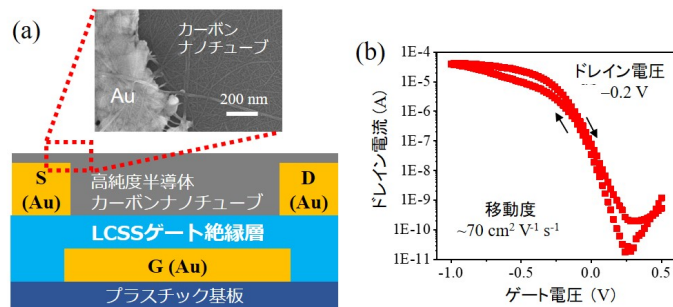 (a)
カーボン
ナノチューブ
Au
200 nm
S
(Au)
高純度半導体
カーボンナノチューブ
D
(Au)
LCSSゲート絶縁層
G (Au)
プラスチック基板
(b)
1E-4
1E-5
1E-6
1E-7
1E-8
1E-9
1E-10
1E-11
ドレイン電流 (A)
ドレイン電圧
–0.2 V
移動度
~70 cm² V⁻¹ s⁻¹
-1.0
-0.5
0.0
0.5
ゲート電圧 (V)